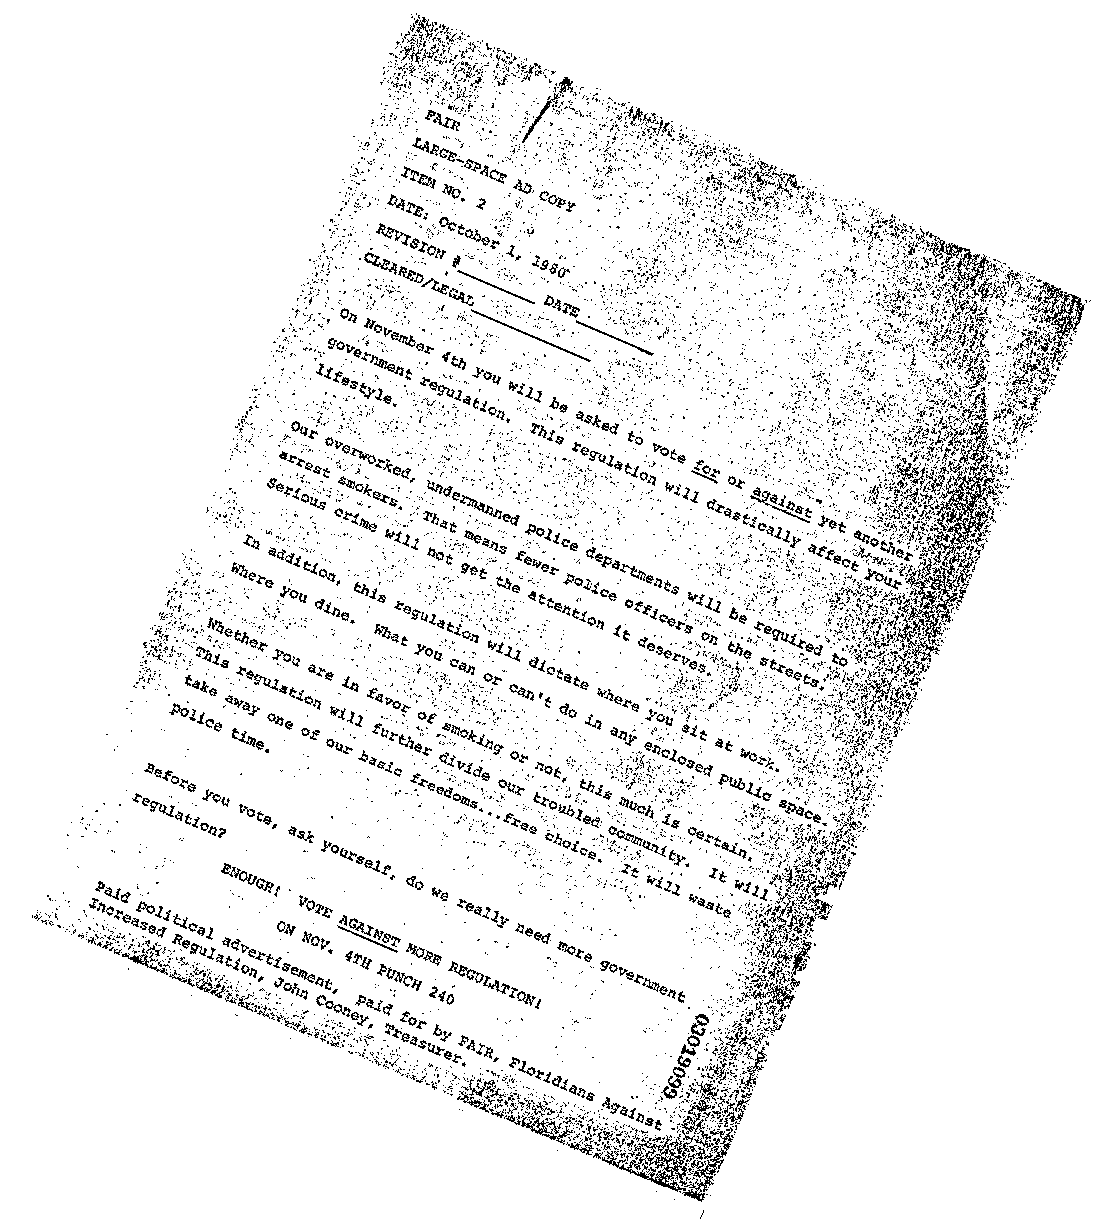 FAIR
LARGE-SPACE AD COPY
ITEM NO. 2
DATE: October 1, 1980
REVISION # DATE
CLEARED/LEGAL
On November 4th you will be asked to vote for or against yet another
government regulation. This regulation will drastically affect your
lifestyle.
Our overworked, undermanned police departments will be required to
arrest smokers. That means fewer police officers on the streets.
Serious crime will not get the attention it deserves.
In addition, this regulation will dictate where you sit at work.
Where you dine. What you can or can't do in any enclosed public space.
Whether you are in favor of smoking or not, this much is certain.
This regulation will further divide our troubled community. It will
take away one of our basic freedoms...free choice. It will waste
police time.
Before you vote, ask yourself, do we really need more government
regulation?
ENOUGH! VOTE AGAINST MORE REGULATION!
ON NOV. 4TH PUNCH 240
Paid political advertisement, paid for by FAIR, Floridians Against
Increased Regulation, John Cooney, Treasurer.
03019099